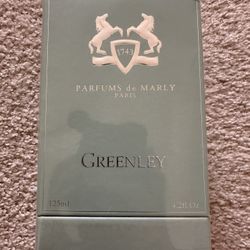 1743
PARFUMS de MARLY
PARIS
GREENLEY
125ml 4.2fl.Oz